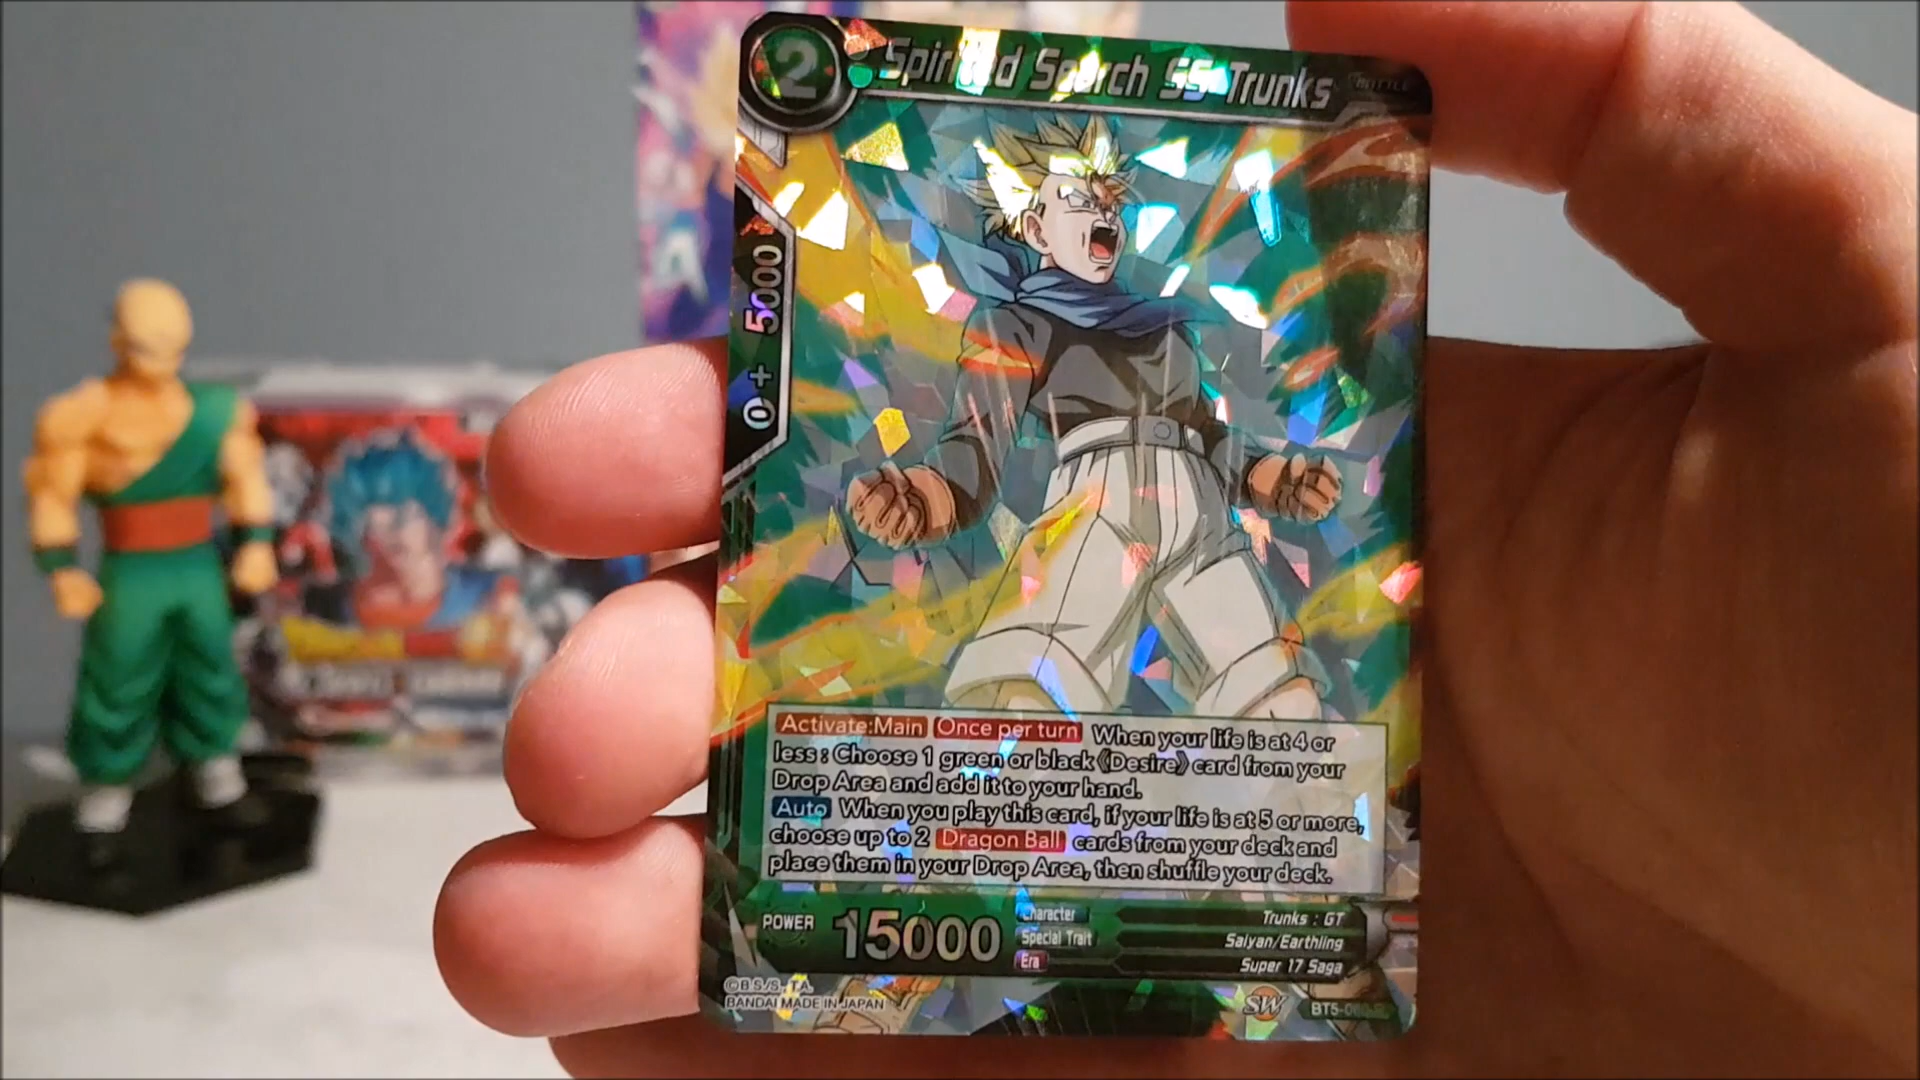 2
Spirited Search SS Trunks
BATTLE
0 + 5000
Activate:Main Once per turn When your life is at 4 or
less : Choose 1 green or black 《Desire》 card from your
Drop Area and add it to your hand.
Auto When you play this card, if your life is at 5 or more,
choose up to 2 Dragon Ball cards from your deck and
place them in your Drop Area, then shuffle your deck.
POWER 15000
Character Trunks : GT
Special Trait Saiyan/Earthling
Era Super 17 Saga
©B.S./S., T.A.
BANDAI MADE IN JAPAN
SW